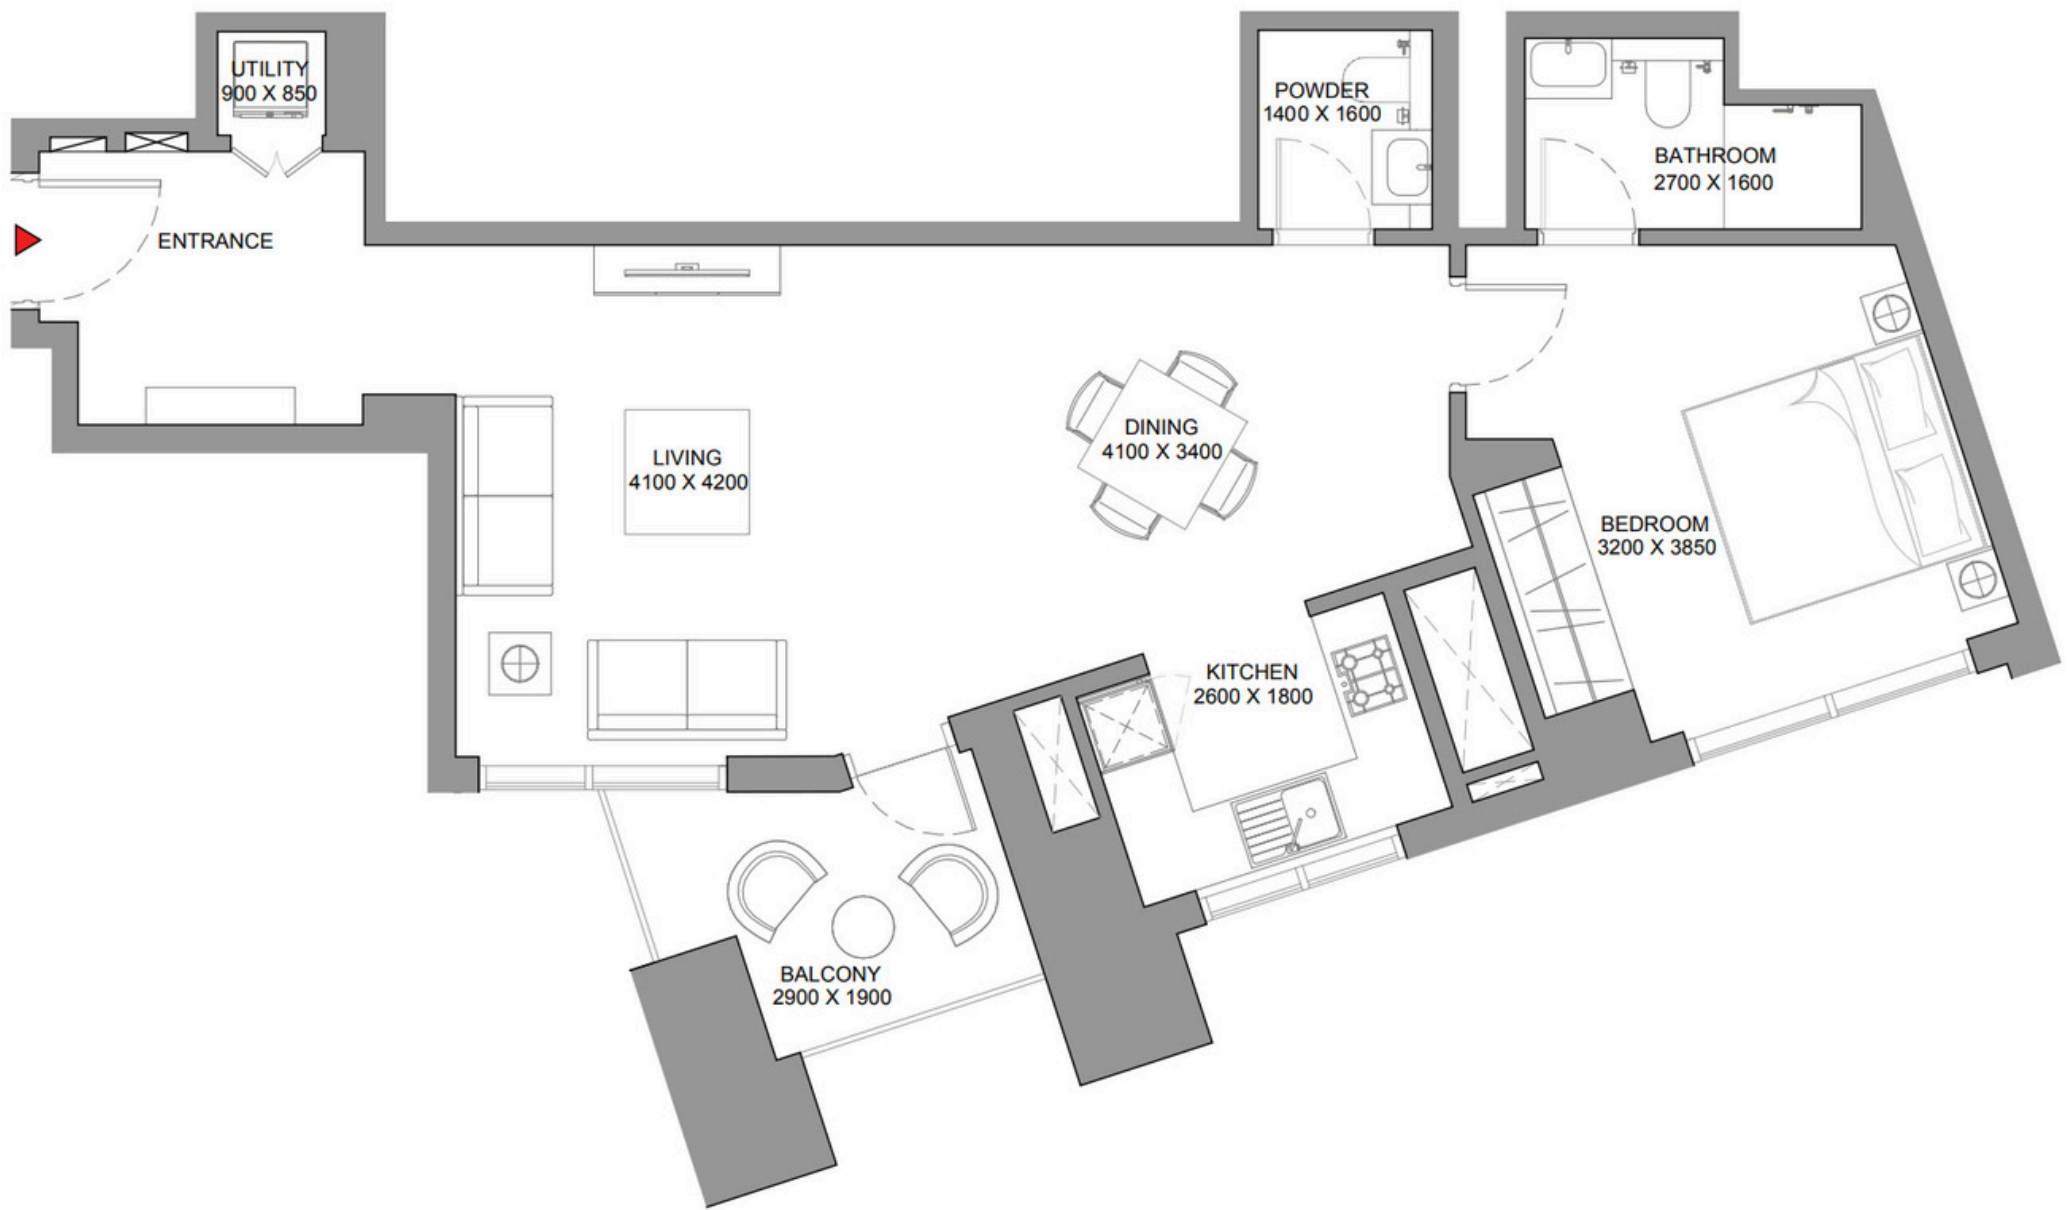 UTILITY
900 X 850
POWDER
1400 X 1600
BATHROOM
2700 X 1600
ENTRANCE
LIVING
4100 X 4200
DINING
4100 X 3400
BEDROOM
3200 X 3850
KITCHEN
2600 X 1800
BALCONY
2900 X 1900